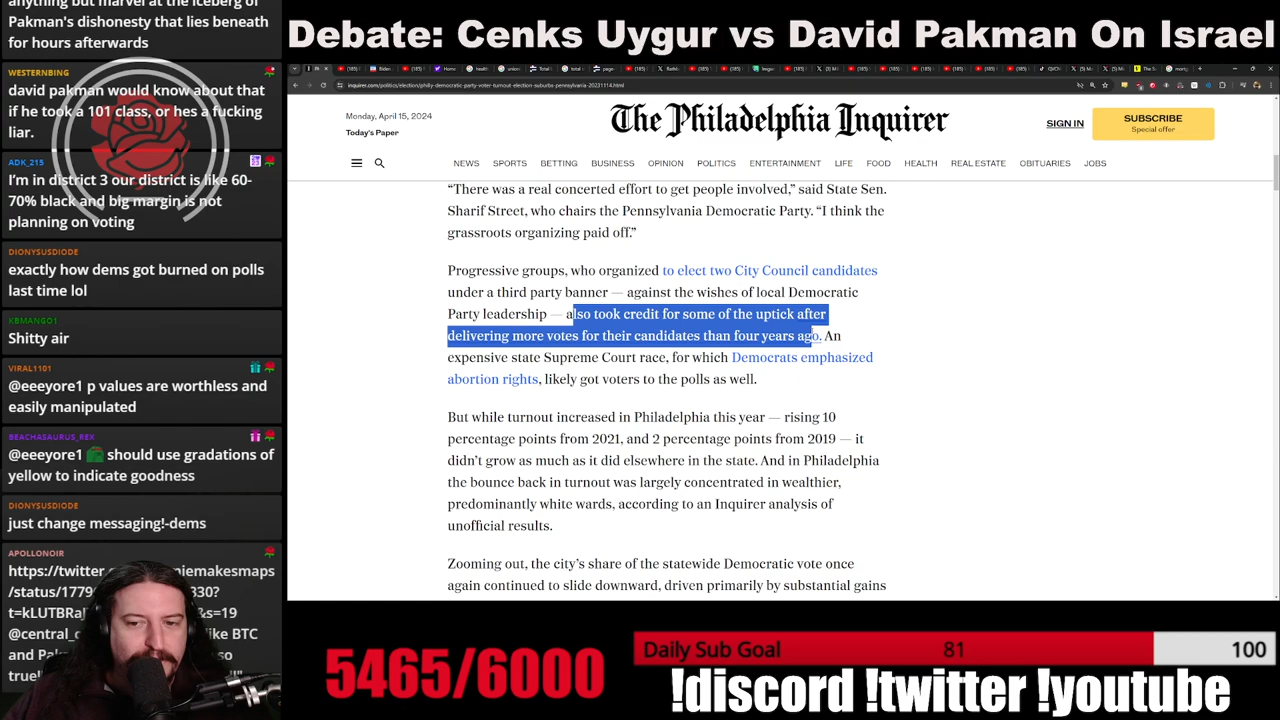 anything but marvel at the iceberg of
Pakman's dishonesty that lies beneath
for hours afterwards
WESTERNBING
david pakman would know about that
if he took a 101 class, or hes a fucking
liar.
ADK_215
I'm in district 3 our district is like 60-
70% black and big margin is not
planning on voting
DIONYSUSDIODE
exactly how dems got burned on polls
last time lol
KBMANGO1
Shitty air
VIRAL1101
@eeeyore1 p values are worthless and
easily manipulated
BEACHASAURUS_REX
@eeeyore1 should use gradations of
yellow to indicate goodness
DIONYSUSDIODE
just change messaging!-dems
APOLLONOIR
Debate: Cenks Uygur vs David Pakman On Israel
inquirer.com/politics/election/philly-democratic-party-voter-turnout-election-suburbs-pennsylvania-20231114.html
Monday, April 15, 2024
Today's Paper
The Philadelphia Inquirer
SIGN IN
SUBSCRIBE
Special offer
NEWS SPORTS BETTING BUSINESS OPINION POLITICS ENTERTAINMENT LIFE FOOD HEALTH REAL ESTATE OBITUARIES JOBS
“There was a real concerted effort to get people involved,” said State Sen.
Sharif Street, who chairs the Pennsylvania Democratic Party. “I think the
grassroots organizing paid off.”
Progressive groups, who organized to elect two City Council candidates
under a third party banner — against the wishes of local Democratic
Party leadership — also took credit for some of the uptick after
delivering more votes for their candidates than four years ago. An
expensive state Supreme Court race, for which Democrats emphasized
abortion rights, likely got voters to the polls as well.
But while turnout increased in Philadelphia this year — rising 10
percentage points from 2021, and 2 percentage points from 2019 — it
didn't grow as much as it did elsewhere in the state. And in Philadelphia
the bounce back in turnout was largely concentrated in wealthier,
predominantly white wards, according to an Inquirer analysis of
unofficial results.
Zooming out, the city's share of the statewide Democratic vote once
again continued to slide downward, driven primarily by substantial gains
5465/6000
Daily Sub Goal 81 100
!discord !twitter !youtube